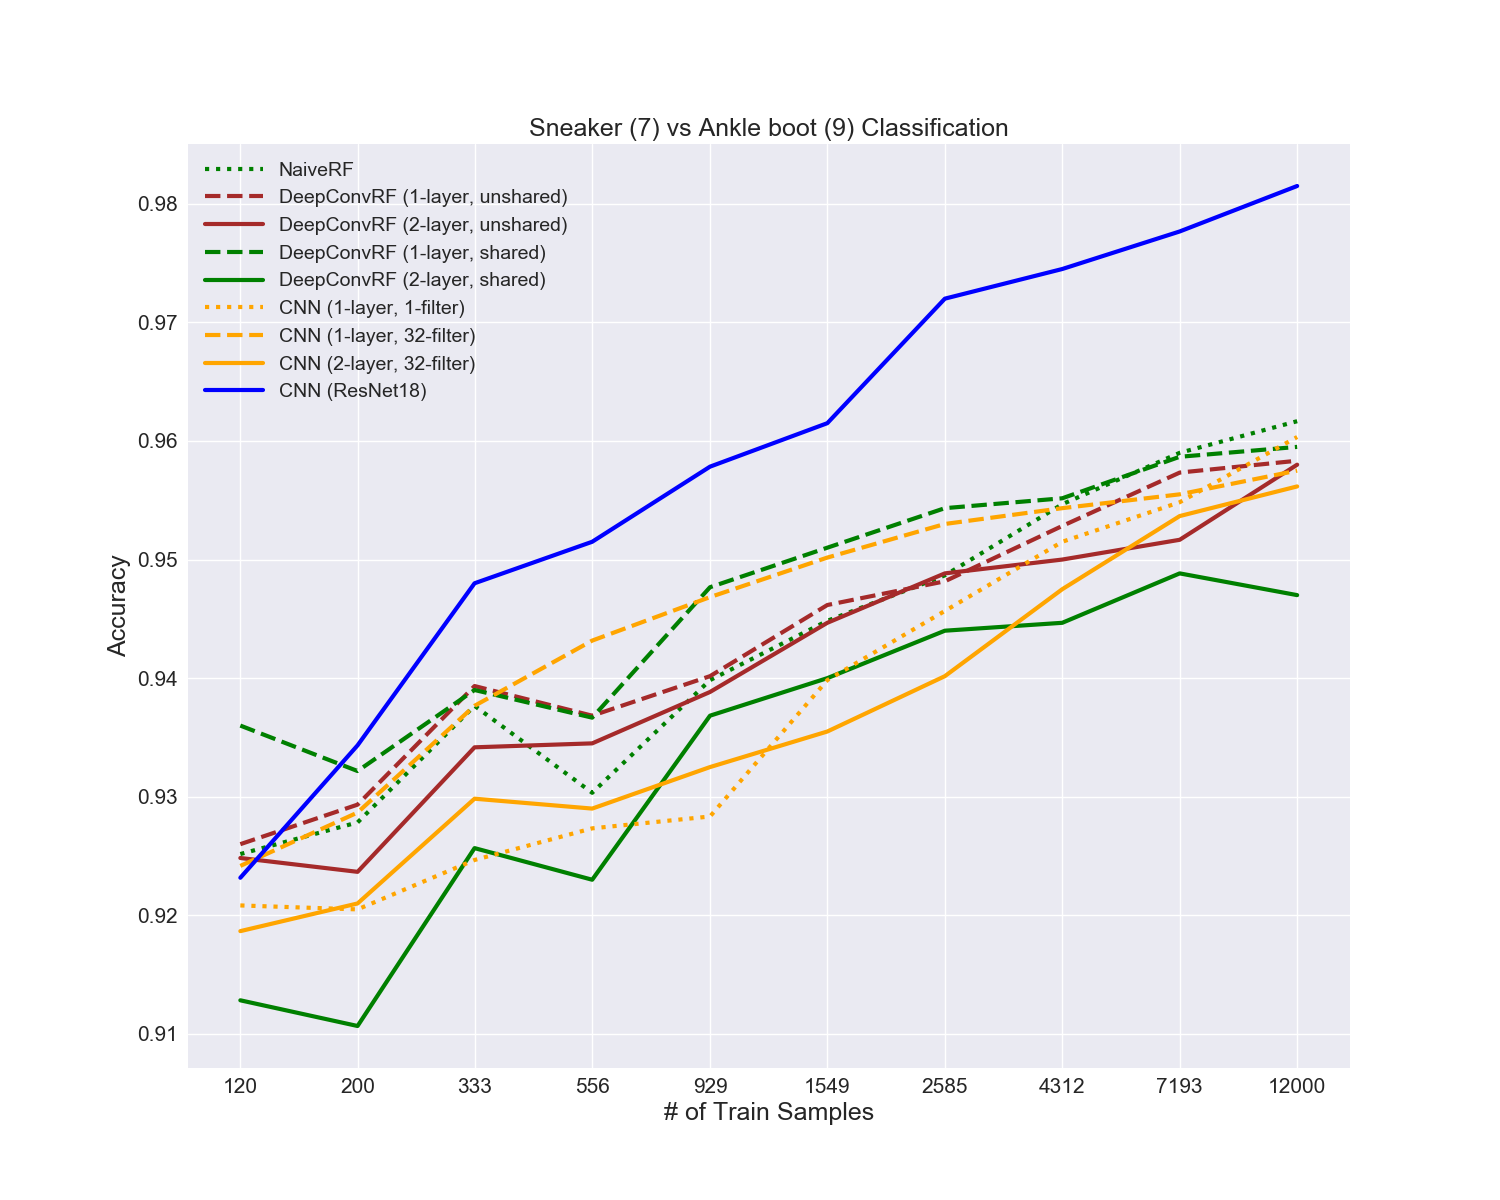 Sneaker (7) vs Ankle boot (9) Classification
NaiveRF
DeepConvRF (1-layer, unshared)
DeepConvRF (2-layer, unshared)
DeepConvRF (1-layer, shared)
DeepConvRF (2-layer, shared)
CNN (1-layer, 1-filter)
CNN (1-layer, 32-filter)
CNN (2-layer, 32-filter)
CNN (ResNet18)
0.98
0.97
0.96
0.95
0.94
0.93
0.92
0.91
Accuracy
120 200 333 556 929 1549 2585 4312 7193 12000
# of Train Samples